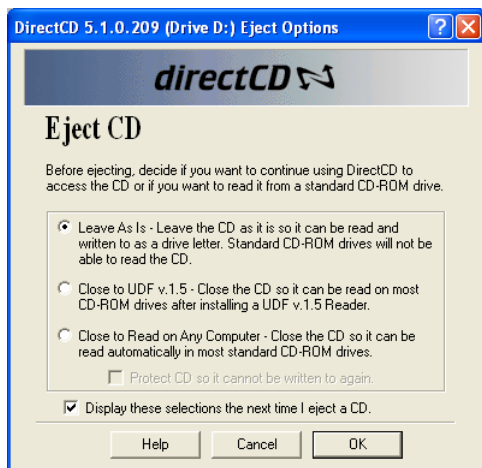 DirectCD 5.1.0.209 (Drive D:) Eject Options
directCD
Eject CD
Before ejecting, decide if you want to continue using DirectCD to
access the CD or if you want to read it from a standard CD-ROM drive.
Leave As Is - Leave the CD as it is so it can be read and
written to as a drive letter. Standard CD-ROM drives will not be
able to read the CD.
Close to UDF v.1.5 - Close the CD so it can be read on most
CD-ROM drives after installing a UDF v.1.5 Reader.
Close to Read on Any Computer - Close the CD so it can be
read automatically in most standard CD-ROM drives.
Protect CD so it cannot be written to again.
Display these selections the next time I eject a CD.
Help Cancel OK